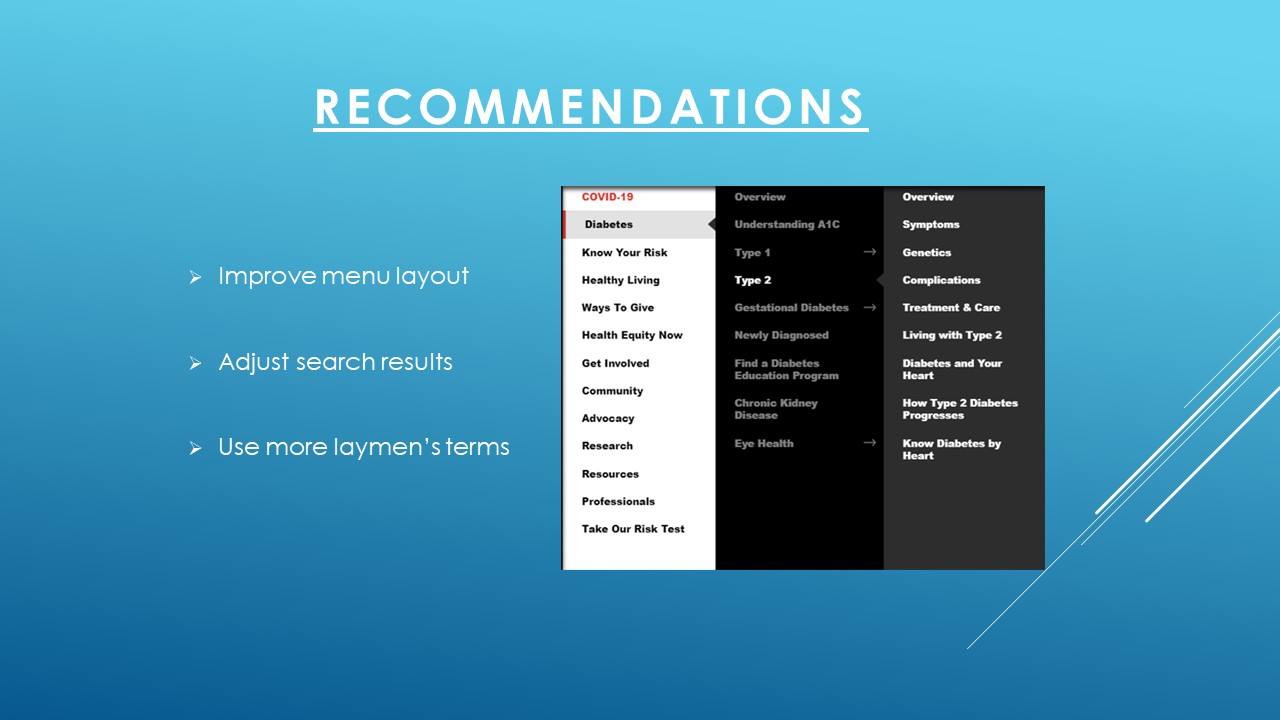 RECOMMENDATIONS
Improve menu layout
Adjust search results
Use more laymen’s terms
COVID-19
Diabetes
Know Your Risk
Healthy Living
Ways To Give
Health Equity Now
Get Involved
Community
Advocacy
Research
Resources
Professionals
Take Our Risk Test
Overview
Understanding A1C
Type 1 →
Type 2
Gestational Diabetes →
Newly Diagnosed
Find a Diabetes
Education Program
Chronic Kidney
Disease
Eye Health →
Overview
Symptoms
Genetics
Complications
Treatment & Care
Living with Type 2
Diabetes and Your
Heart
How Type 2 Diabetes
Progresses
Know Diabetes by
Heart